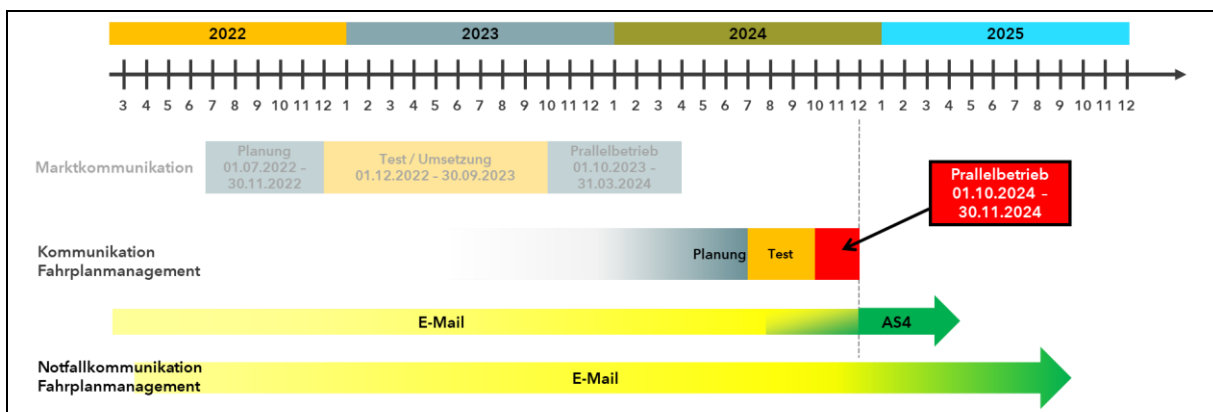 2022 2023 2024 2025
3 4 5 6 7 8 9 10 11 12 1 2 3 4 5 6 7 8 9 10 11 12 1 2 3 4 5 6 7 8 9 10 11 12 1 2 3 4 5 6 7 8 9 10 11 12
Marktkommunikation
Planung
01.07.2022 -
30.11.2022
Test / Umsetzung
01.12.2022 - 30.09.2023
Prallelbetrieb
01.10.2023 -
31.03.2024
Prallelbetrieb
01.10.2024 –
30.11.2024
Kommunikation
Fahrplanmanagement
Planung
Test
E-Mail
AS4
Notfallkommunikation
Fahrplanmanagement
E-Mail